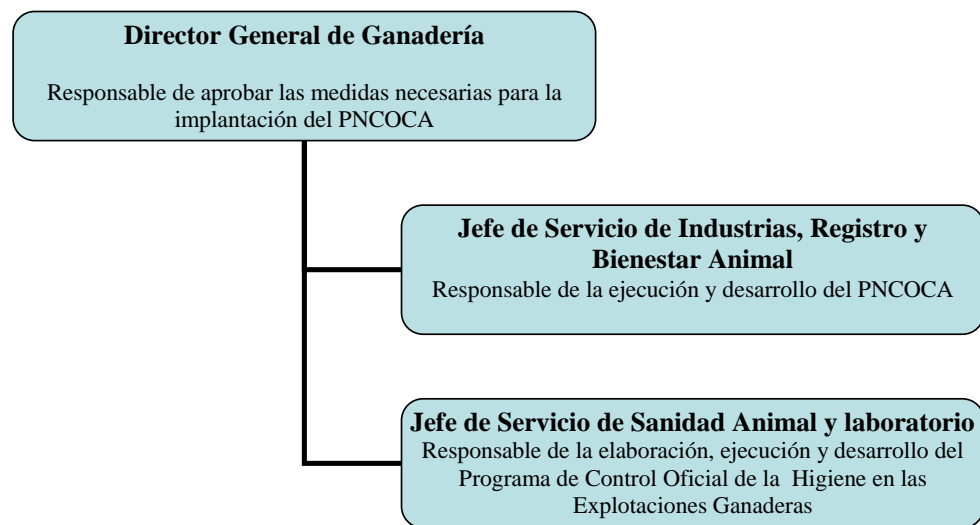 Director General de Ganadería
Responsable de aprobar las medidas necesarias para la
implantación del PNCOCA
Jefe de Servicio de Industrias, Registro y
Bienestar Animal
Responsable de la ejecución y desarrollo del PNCOCA
Jefe de Servicio de Sanidad Animal y laboratorio
Responsable de la elaboración, ejecución y desarrollo del
Programa de Control Oficial de la  Higiene en las
Explotaciones Ganaderas